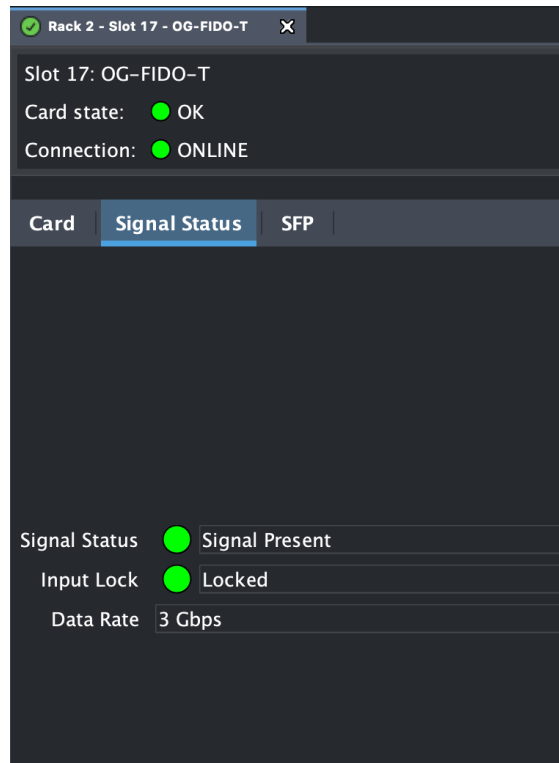 Rack 2 - Slot 17 - OG-FIDO-T
Slot 17: OG-FIDO-T
Card state: OK
Connection: ONLINE
Card Signal Status SFP
Signal Status Signal Present
Input Lock Locked
Data Rate 3 Gbps